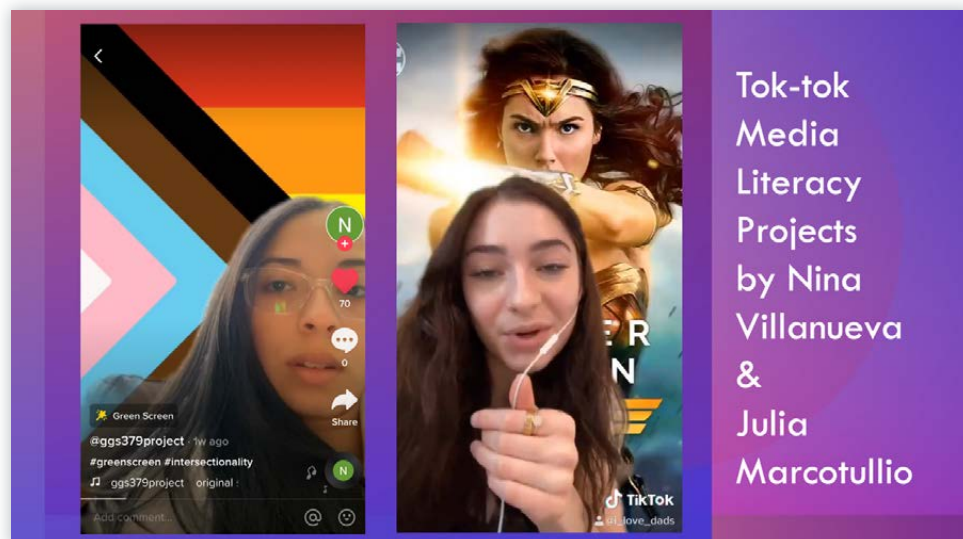 N
70
0
Share
Green Screen
@ggs379project · 1w ago
#greenscreen #intersectionality
ggs379project original
N
Add comment...
ER
N
TikTok
@i_love_dads
Tok-tok
Media
Literacy
Projects
by Nina
Villanueva
&
Julia
Marcotullio